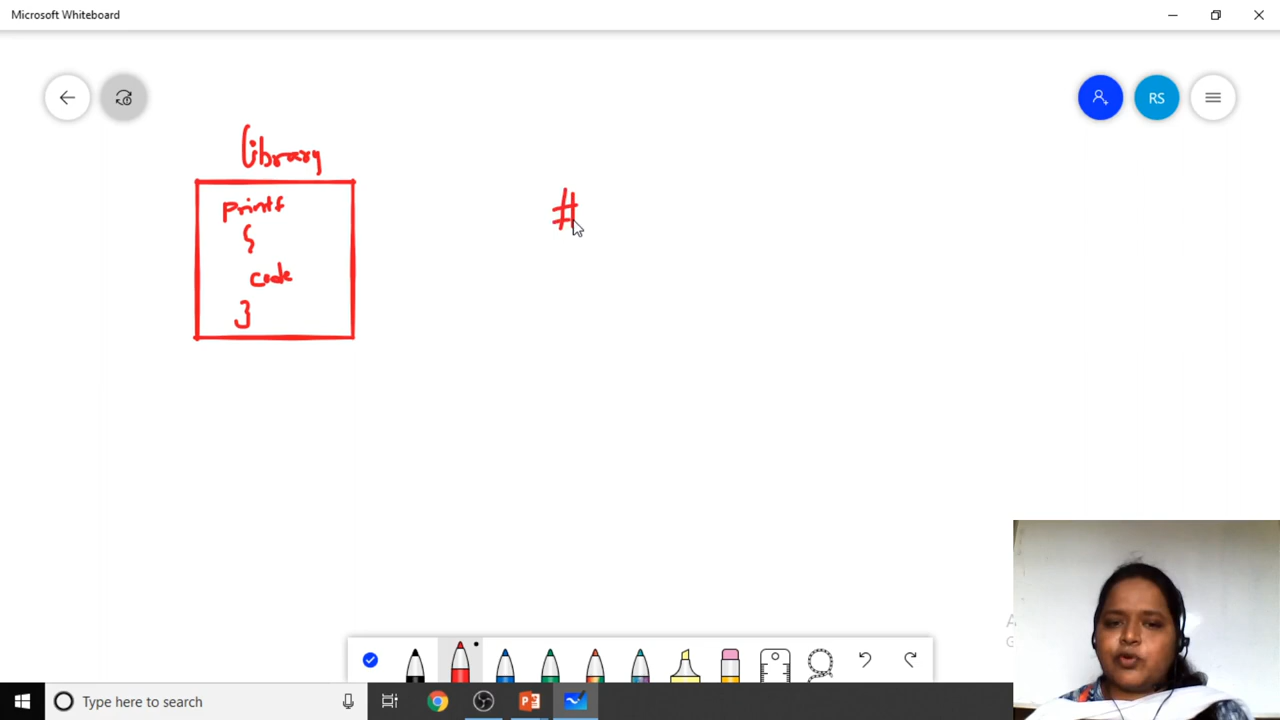 Microsoft Whiteboard
RS
library
printf
{
code
}
#
Type here to search